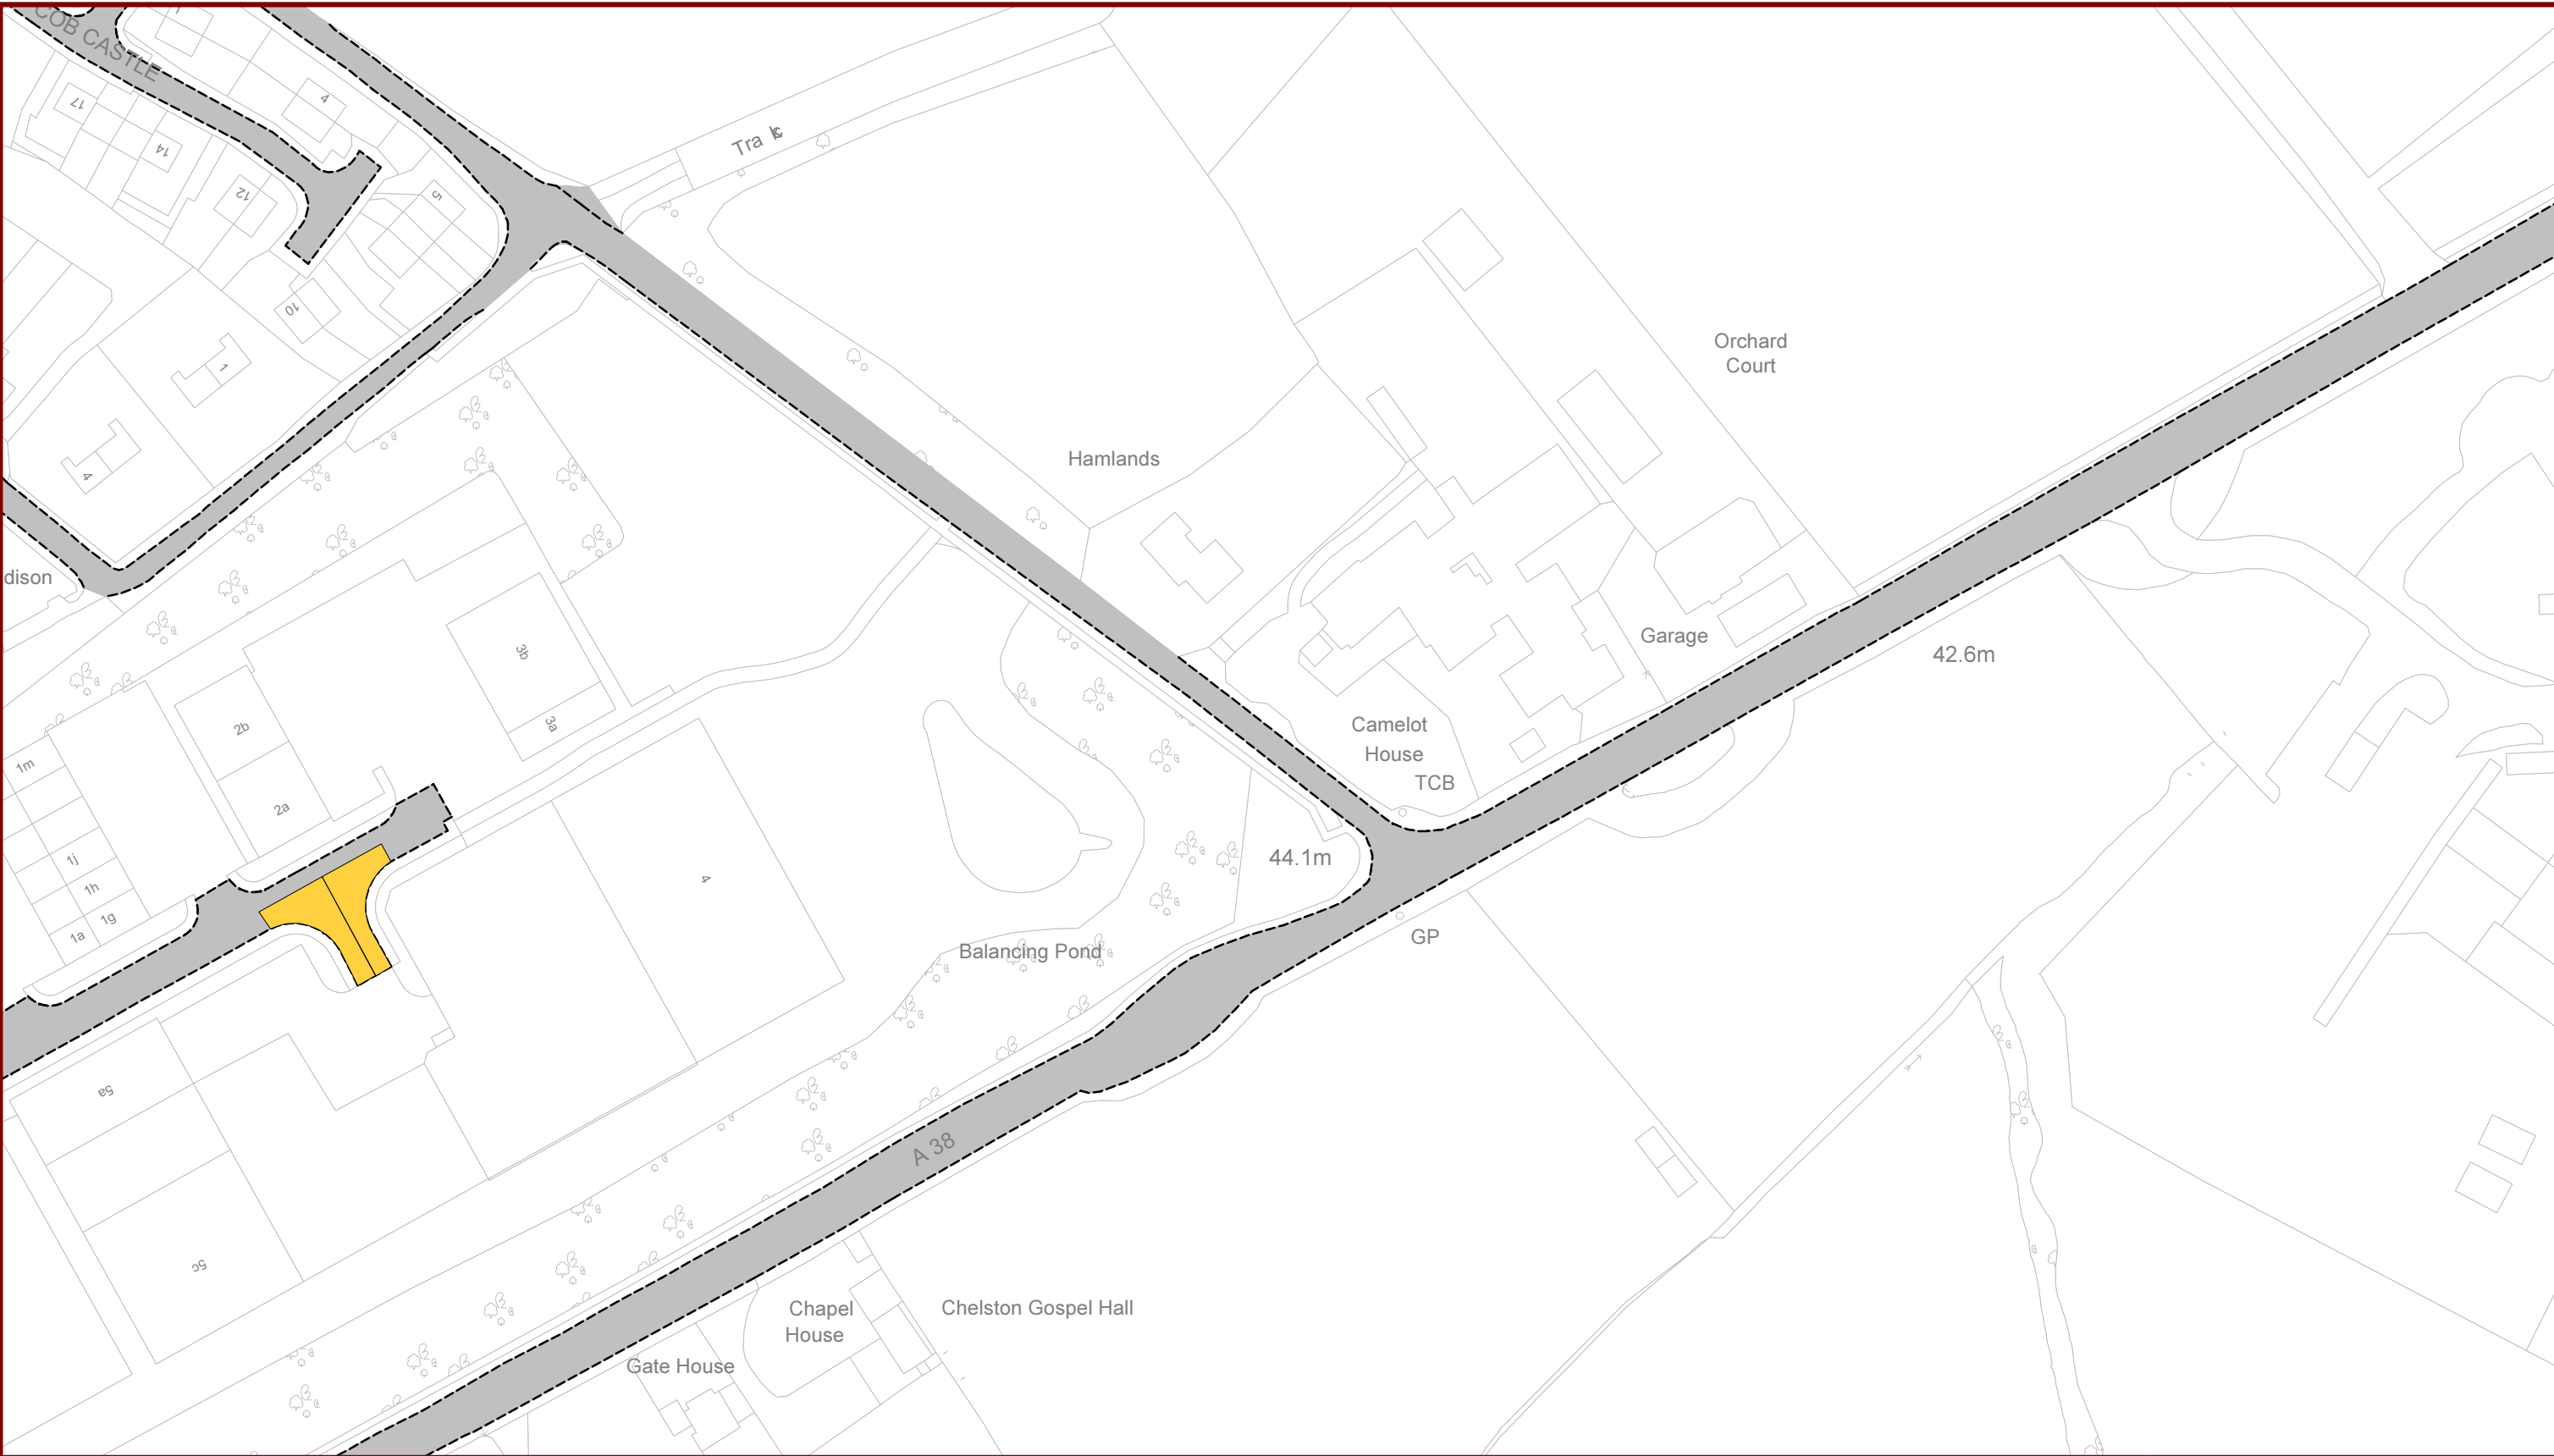 COB CASTLE
17
4
14
12
5
10
1
4
Track
Orchard
Court
Hamlands
dison
Garage
42.6m
3b
3a
2b
2a
1m
1j
1h
1g
1a
4
Camelot
House
TCB
44.1m
GP
Balancing Pond
A 38
5a
5c
Chapel
House
Chelston Gospel Hall
Gate House